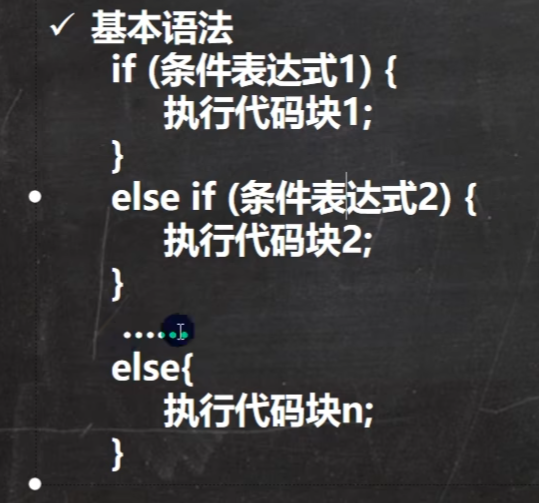 ✓ 基本语法
if (条件表达式1) {
执行代码块1;
}
else if (条件表达式2) {
执行代码块2;
}
......
else{
执行代码块n;
}